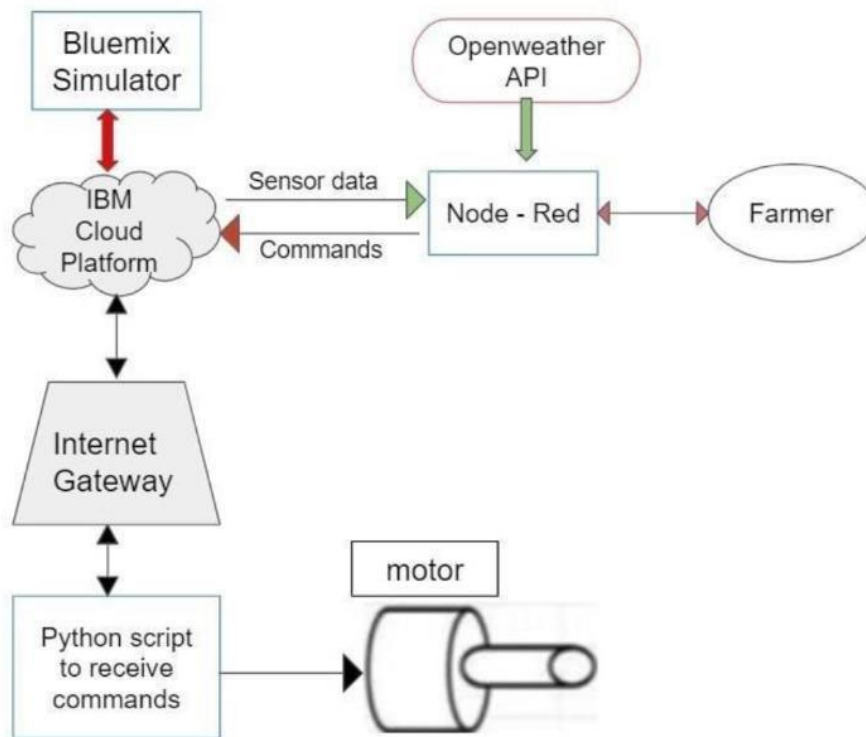 Bluemix
Simulator
Openweather
API
IBM
Cloud
Platform
Sensor data
Commands
Node - Red
Farmer
Internet
Gateway
motor
Python script
to receive
commands